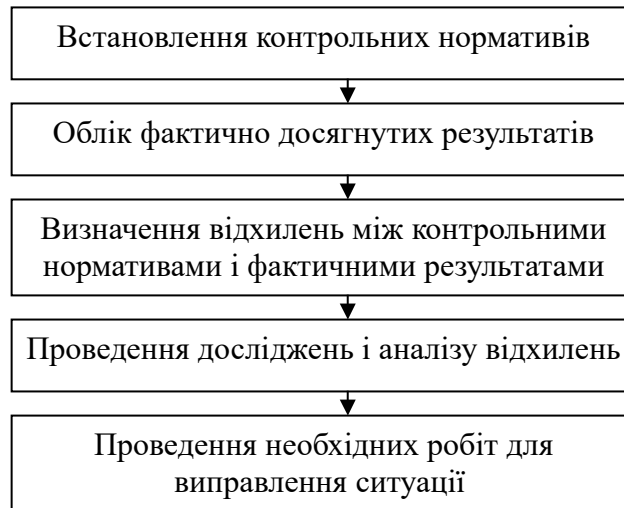 Встановлення контрольних нормативів
Облік фактично досягнутих результатів
Визначення відхилень між контрольними
нормативами і фактичними результатами
Проведення досліджень і аналізу відхилень
Проведення необхідних робіт для
виправлення ситуації